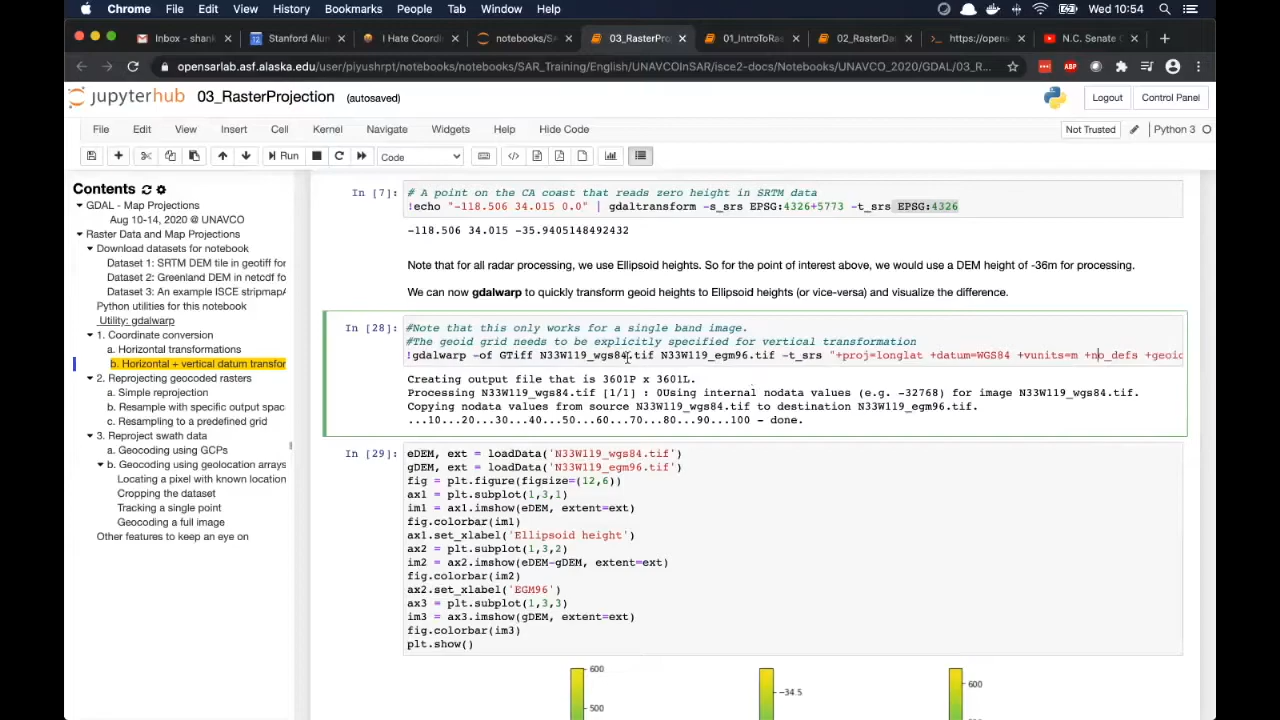 Chrome File Edit View History Bookmarks People Tab Window Help Wed 10:54
Inbox - shank 12 Stanford Alun I Hate Coordi notebooks/SA 03_RasterPro 01_IntroToRas 02_RasterDa https://opens N.C. Senate C
opensarlab.asf.alaska.edu/user/piyushrpt/notebooks/notebooks/SAR_Training/English/UNAVCOInSAR/isce2-docs/Notebooks/UNAVCO_2020/GDAL/03_R... ABP
jupyterhub 03_RasterProjection (autosaved) Logout Control Panel
File Edit View Insert Cell Kernel Navigate Widgets Help Hide Code Not Trusted Python 3
Run Code
Contents
GDAL - Map Projections
Aug 10-14, 2020 @ UNAVCO
Raster Data and Map Projections
Download datasets for notebook
Dataset 1: SRTM DEM tile in geotiff for
Dataset 2: Greenland DEM in netcdf fo
Dataset 3: An example ISCE stripmapA
Python utilities for this notebook
Utility: gdalwarp
1. Coordinate conversion
a. Horizontal transformations
b. Horizontal + vertical datum transfor
2. Reprojecting geocoded rasters
a. Simple reprojection
b. Resample with specific output spac
c. Resampling to a predefined grid
3. Reproject swath data
a. Geocoding using GCPs
b. Geocoding using geolocation arrays
Locating a pixel with known location
Cropping the dataset
Tracking a single point
Geocoding a full image
Other features to keep an eye on
In [7]: # A point on the CA coast that reads zero height in SRTM data
!echo "-118.506 34.015 0.0" | gdaltransform -s_srs EPSG:4326+5773 -t_srs EPSG:4326
-118.506 34.015 -35.9405148492432
Note that for all radar processing, we use Ellipsoid heights. So for the point of interest above, we would use a DEM height of -36m for processing.
We can now gdalwarp to quickly transform geoid heights to Ellipsoid heights (or vice-versa) and visualize the difference.
In [28]: #Note that this only works for a single band image.
#The geoid grid needs to be explicitly specified for vertical transformation
!gdalwarp -of GTiff N33W119_wgs84.tif N33W119_egm96.tif -t_srs "+proj=longlat +datum=WGS84 +vunits=m +no_defs +geoid
Creating output file that is 3601P x 3601L.
Processing N33W119_wgs84.tif [1/1] : 0Using internal nodata values (e.g. -32768) for image N33W119_wgs84.tif.
Copying nodata values from source N33W119_wgs84.tif to destination N33W119_egm96.tif.
...10...20...30...40...50...60...70...80...90...100 - done.
In [29]: eDEM, ext = loadData('N33W119_wgs84.tif')
gDEM, ext = loadData('N33W119_egm96.tif')
fig = plt.figure(figsize=(12,6))
ax1 = plt.subplot(1,3,1)
im1 = ax1.imshow(eDEM, extent=ext)
fig.colorbar(im1)
ax1.set_xlabel('Ellipsoid height')
ax2 = plt.subplot(1,3,2)
im2 = ax2.imshow(eDEM-gDEM, extent=ext)
fig.colorbar(im2)
ax2.set_xlabel('EGM96')
ax3 = plt.subplot(1,3,3)
im3 = ax3.imshow(gDEM, extent=ext)
fig.colorbar(im3)
plt.show()
600
-34.5
600
500
500